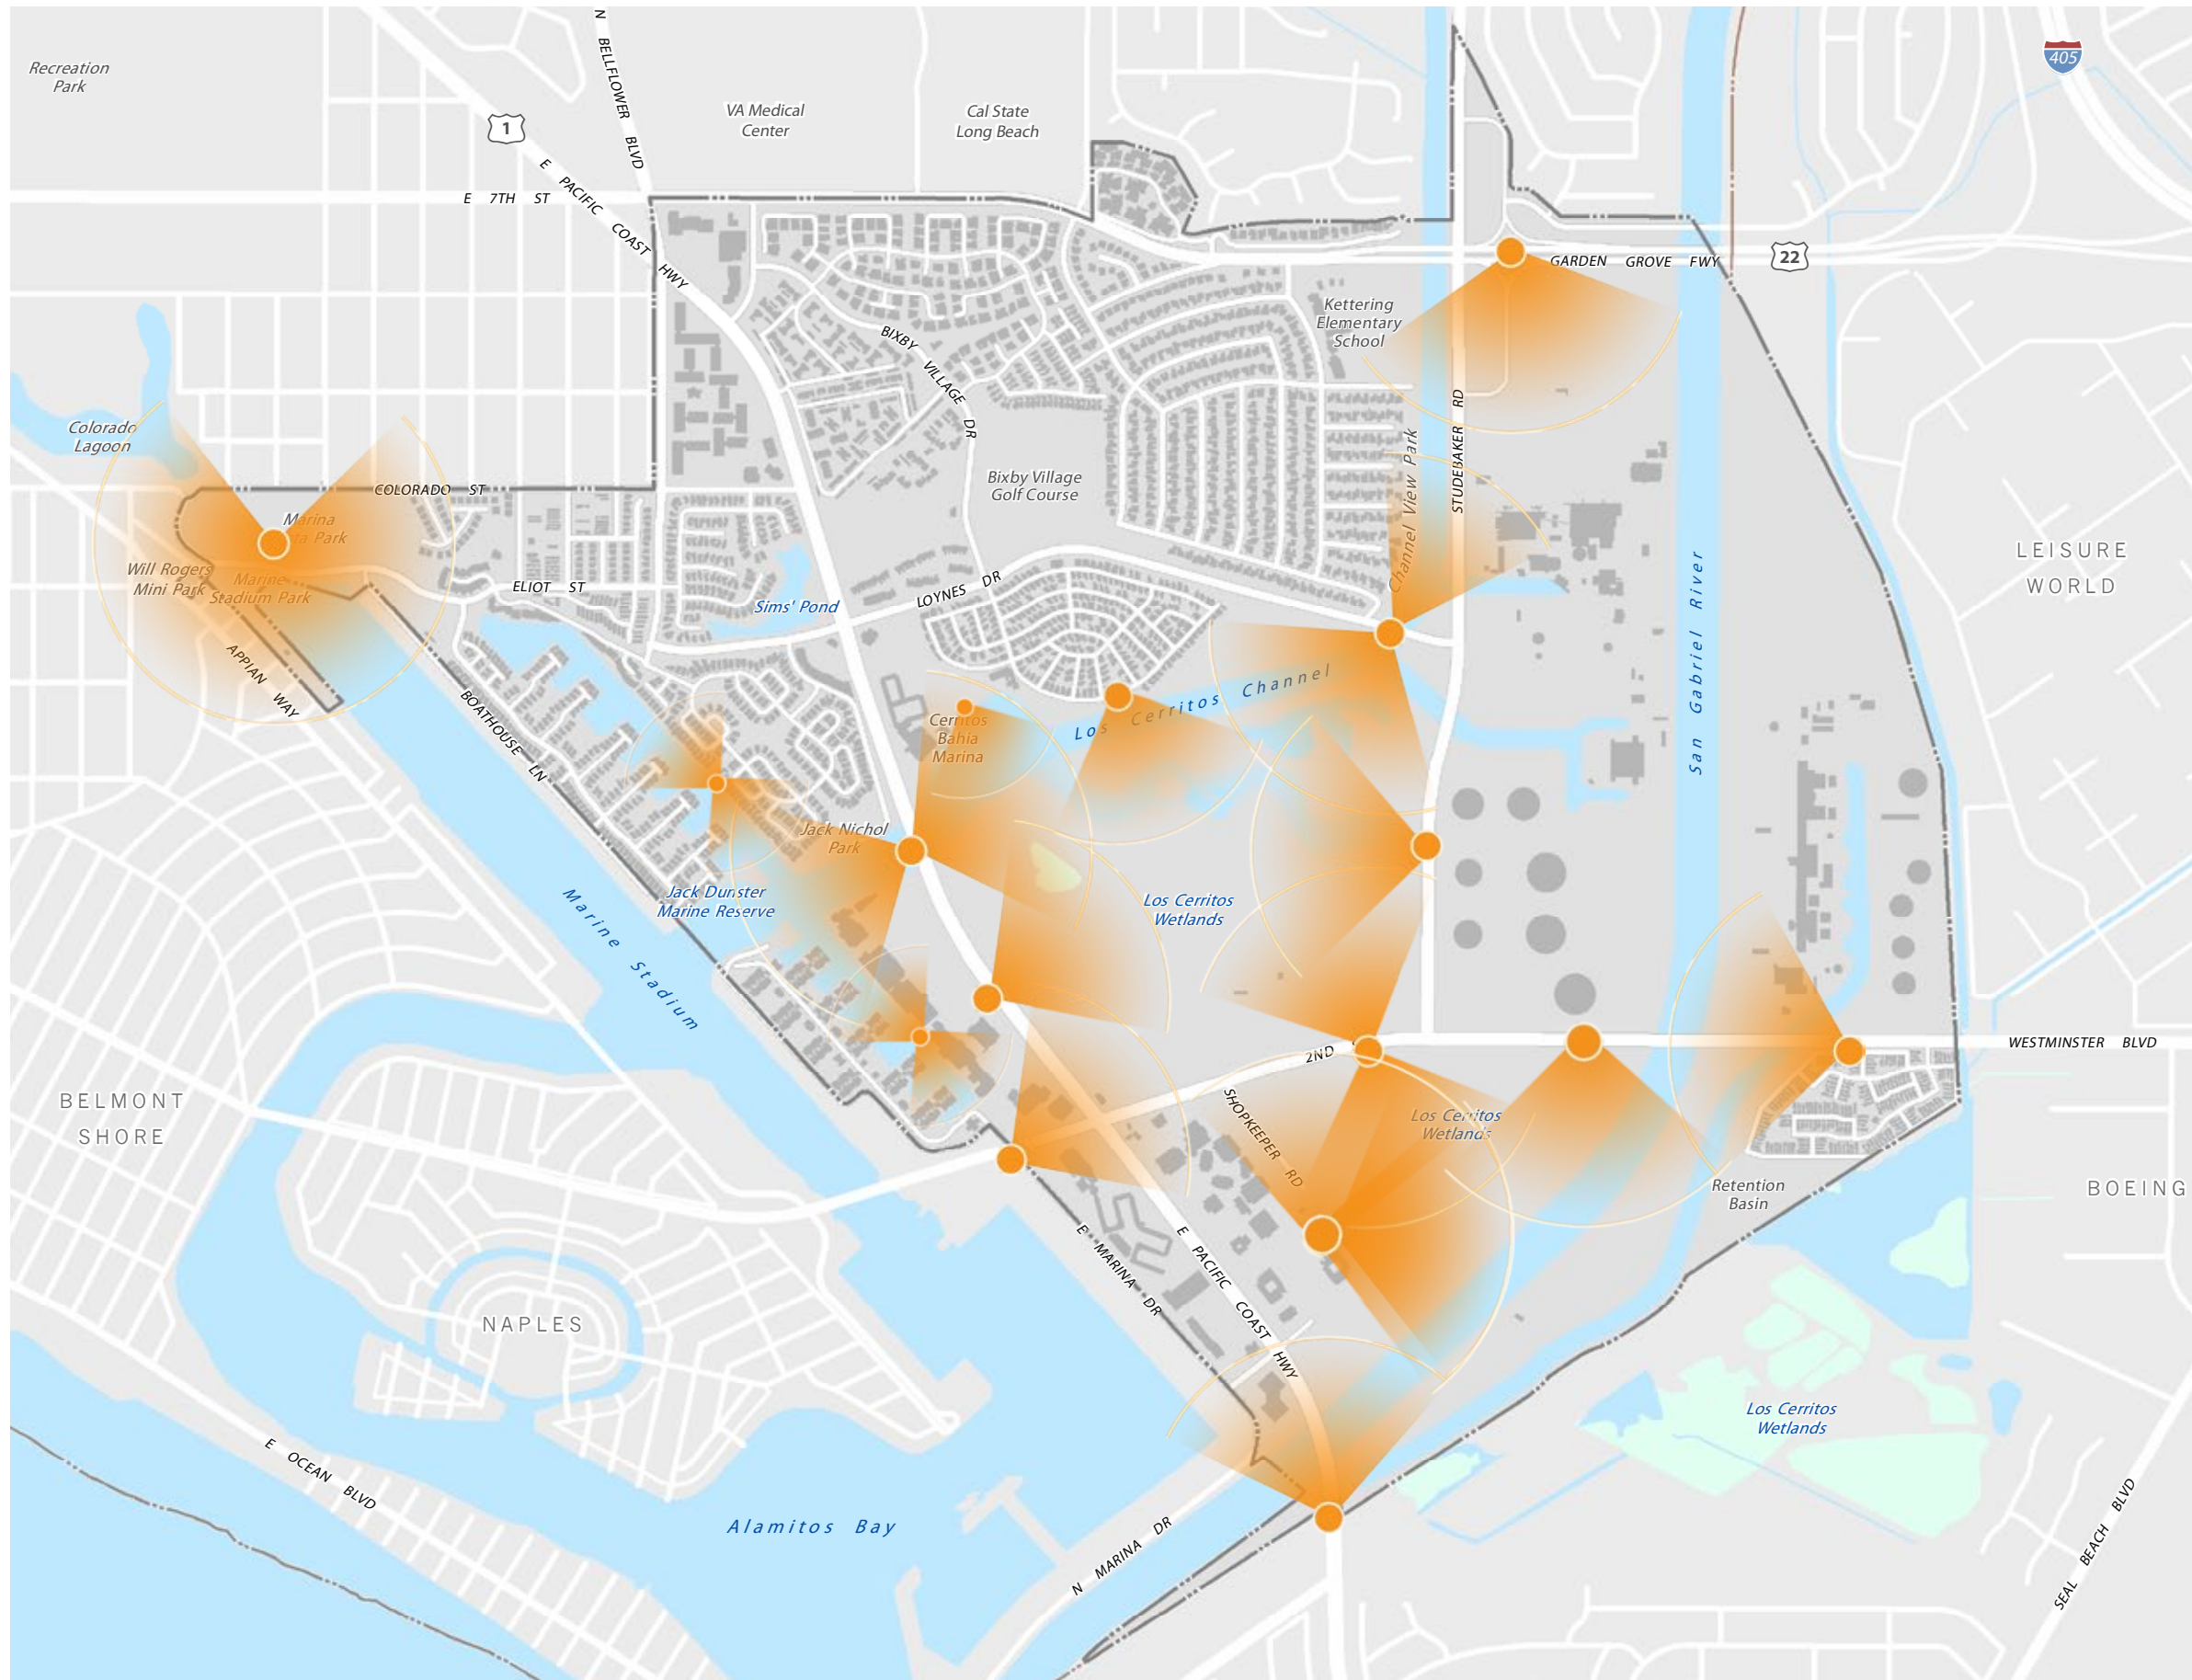 Recreation
Park
N BELLFLOWER BLVD
405
1
VA Medical
Center
Cal State
Long Beach
E 7TH ST
E PACIFIC COAST HWY
GARDEN GROVE FWY
22
Kettering
Elementary
School
BIXBY VILLAGE DR
STUDEBAKER RD
Channel View Park
Colorado
Lagoon
COLORADO ST
Bixby Village
Golf Course
Marina
ta Park
LEISURE
WORLD
Will Rogers
Mini Park
Marine
Stadium Park
ELIOT ST
LOYNES DR
Sims' Pond
San Gabriel River
APPIAN WAY
BOATHOUSE LN
Los Cerritos Channel
Cerritos
Bahia
Marina
Jack Nichol
Park
Jack Dunster
Marine Reserve
Los Cerritos
Wetlands
Marine Stadium
2ND
WESTMINSTER BLVD
BELMONT
SHORE
SHOPKEEPER RD
Los Cerritos
Wetlands
Retention
Basin
BOEING
E MARINA DR
E PACIFIC COAST HWY
NAPLES
Los Cerritos
Wetlands
E OCEAN BLVD
Alamitos Bay
N MARINA DR
SEAL BEACH BLVD